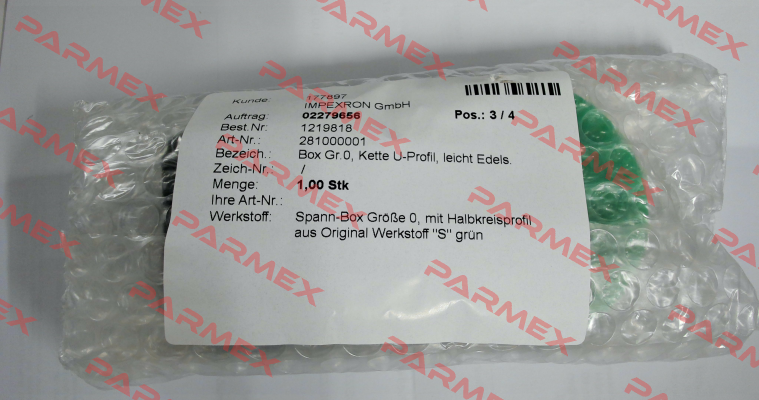 177697
Kunde: IMPEXRON GmbH
Auftrag: 02279656 Pos.: 3 / 4
Best.Nr: 1219818
Art-Nr.: 281000001
Bezeich.: Box Gr.0, Kette U-Profil, leicht Edels.
Zeich-Nr.: /
Menge: 1,00 Stk
Ihre Art-Nr.:
Werkstoff: Spann-Box Größe 0, mit Halbkreisprofil
aus Original Werkstoff "S" grün
PARMEX
PARMEX
PARMEX
PARMEX
PARMEX
PARMEX
PARMEX
PARMEX
PARMEX